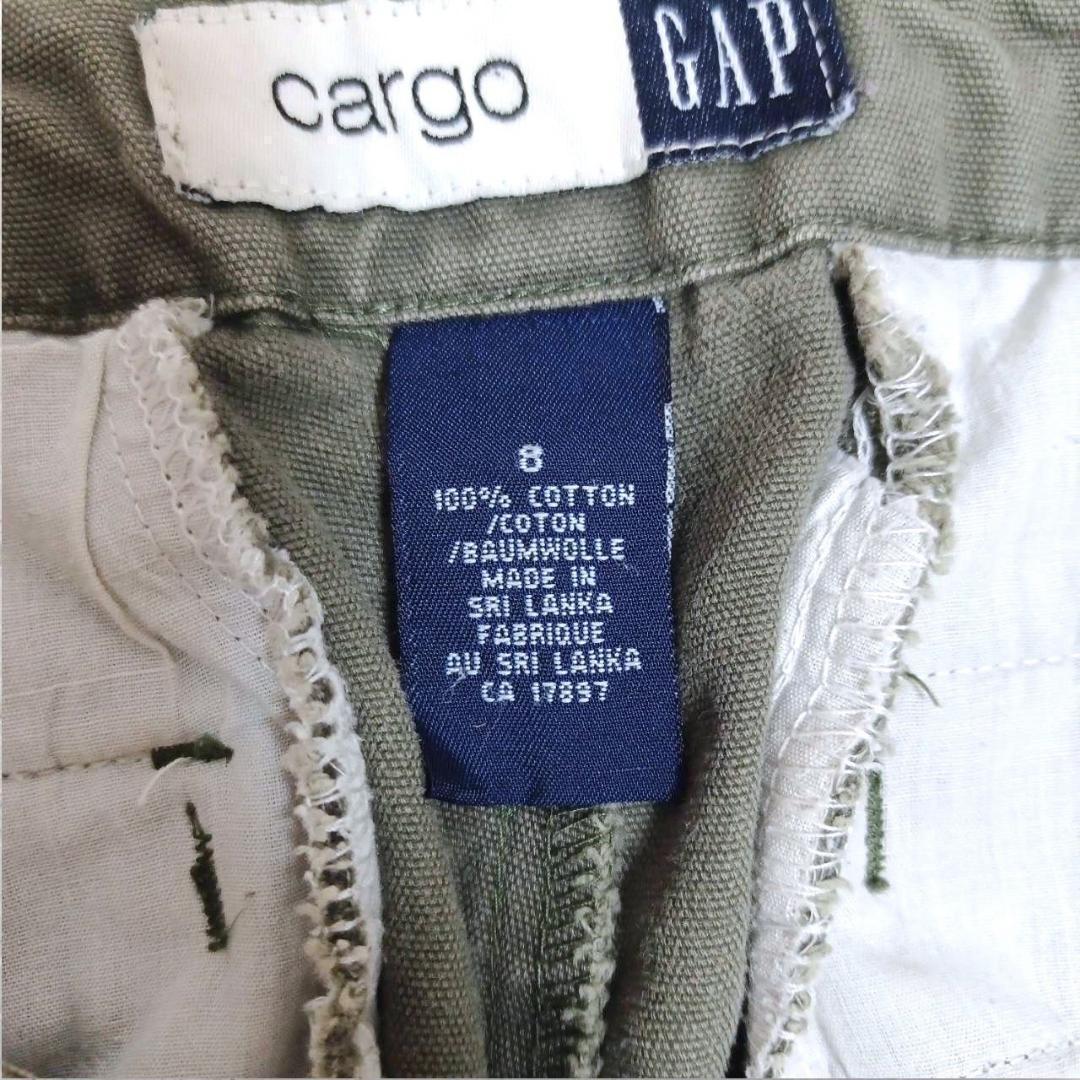 cargo GAP
8
100% COTTON
/COTON
/BAUMWOLLE
MADE IN
SRI LANKA
FABRIQUE
AU SRI LANKA
CA 17897